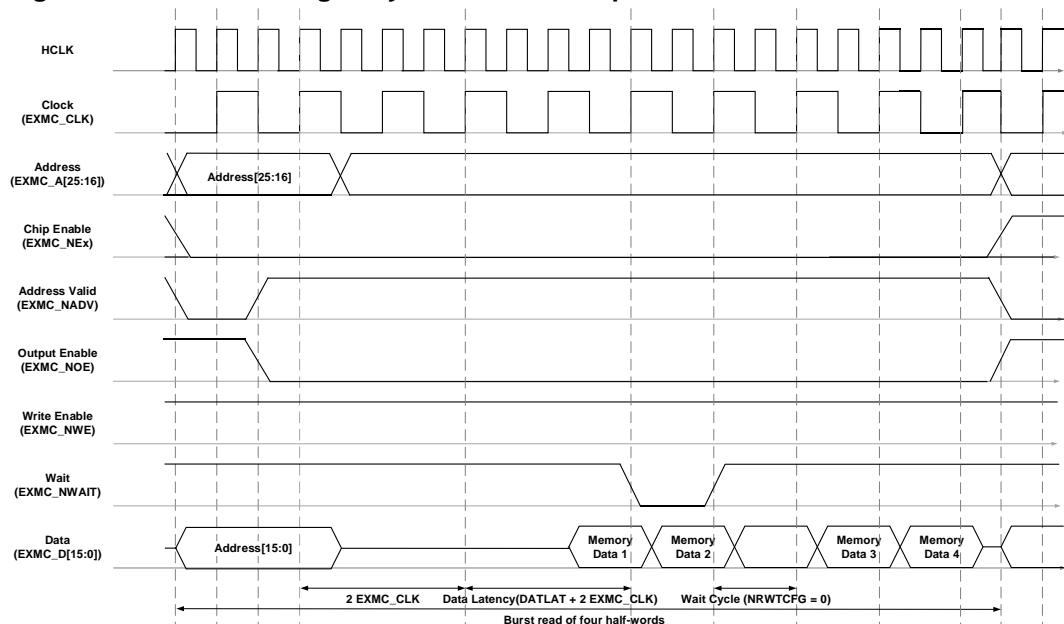 HCLK
Clock
(EXMC_CLK)
Address
(EXMC_A[25:16])
Address[25:16]
Chip Enable
(EXMC_NEx)
Address Valid
(EXMC_NADV)
Output Enable
(EXMC_NOE)
Write Enable
(EXMC_NWE)
Wait
(EXMC_NWAIT)
Data
(EXMC_D[15:0])
Address[15:0]
Memory
Data 1
Memory
Data 2
Memory
Data 3
Memory
Data 4
2 EXMC_CLK
Data Latency(DATLAT + 2 EXMC_CLK)
Wait Cycle (NRWTCFG = 0)
Burst read of four half-words